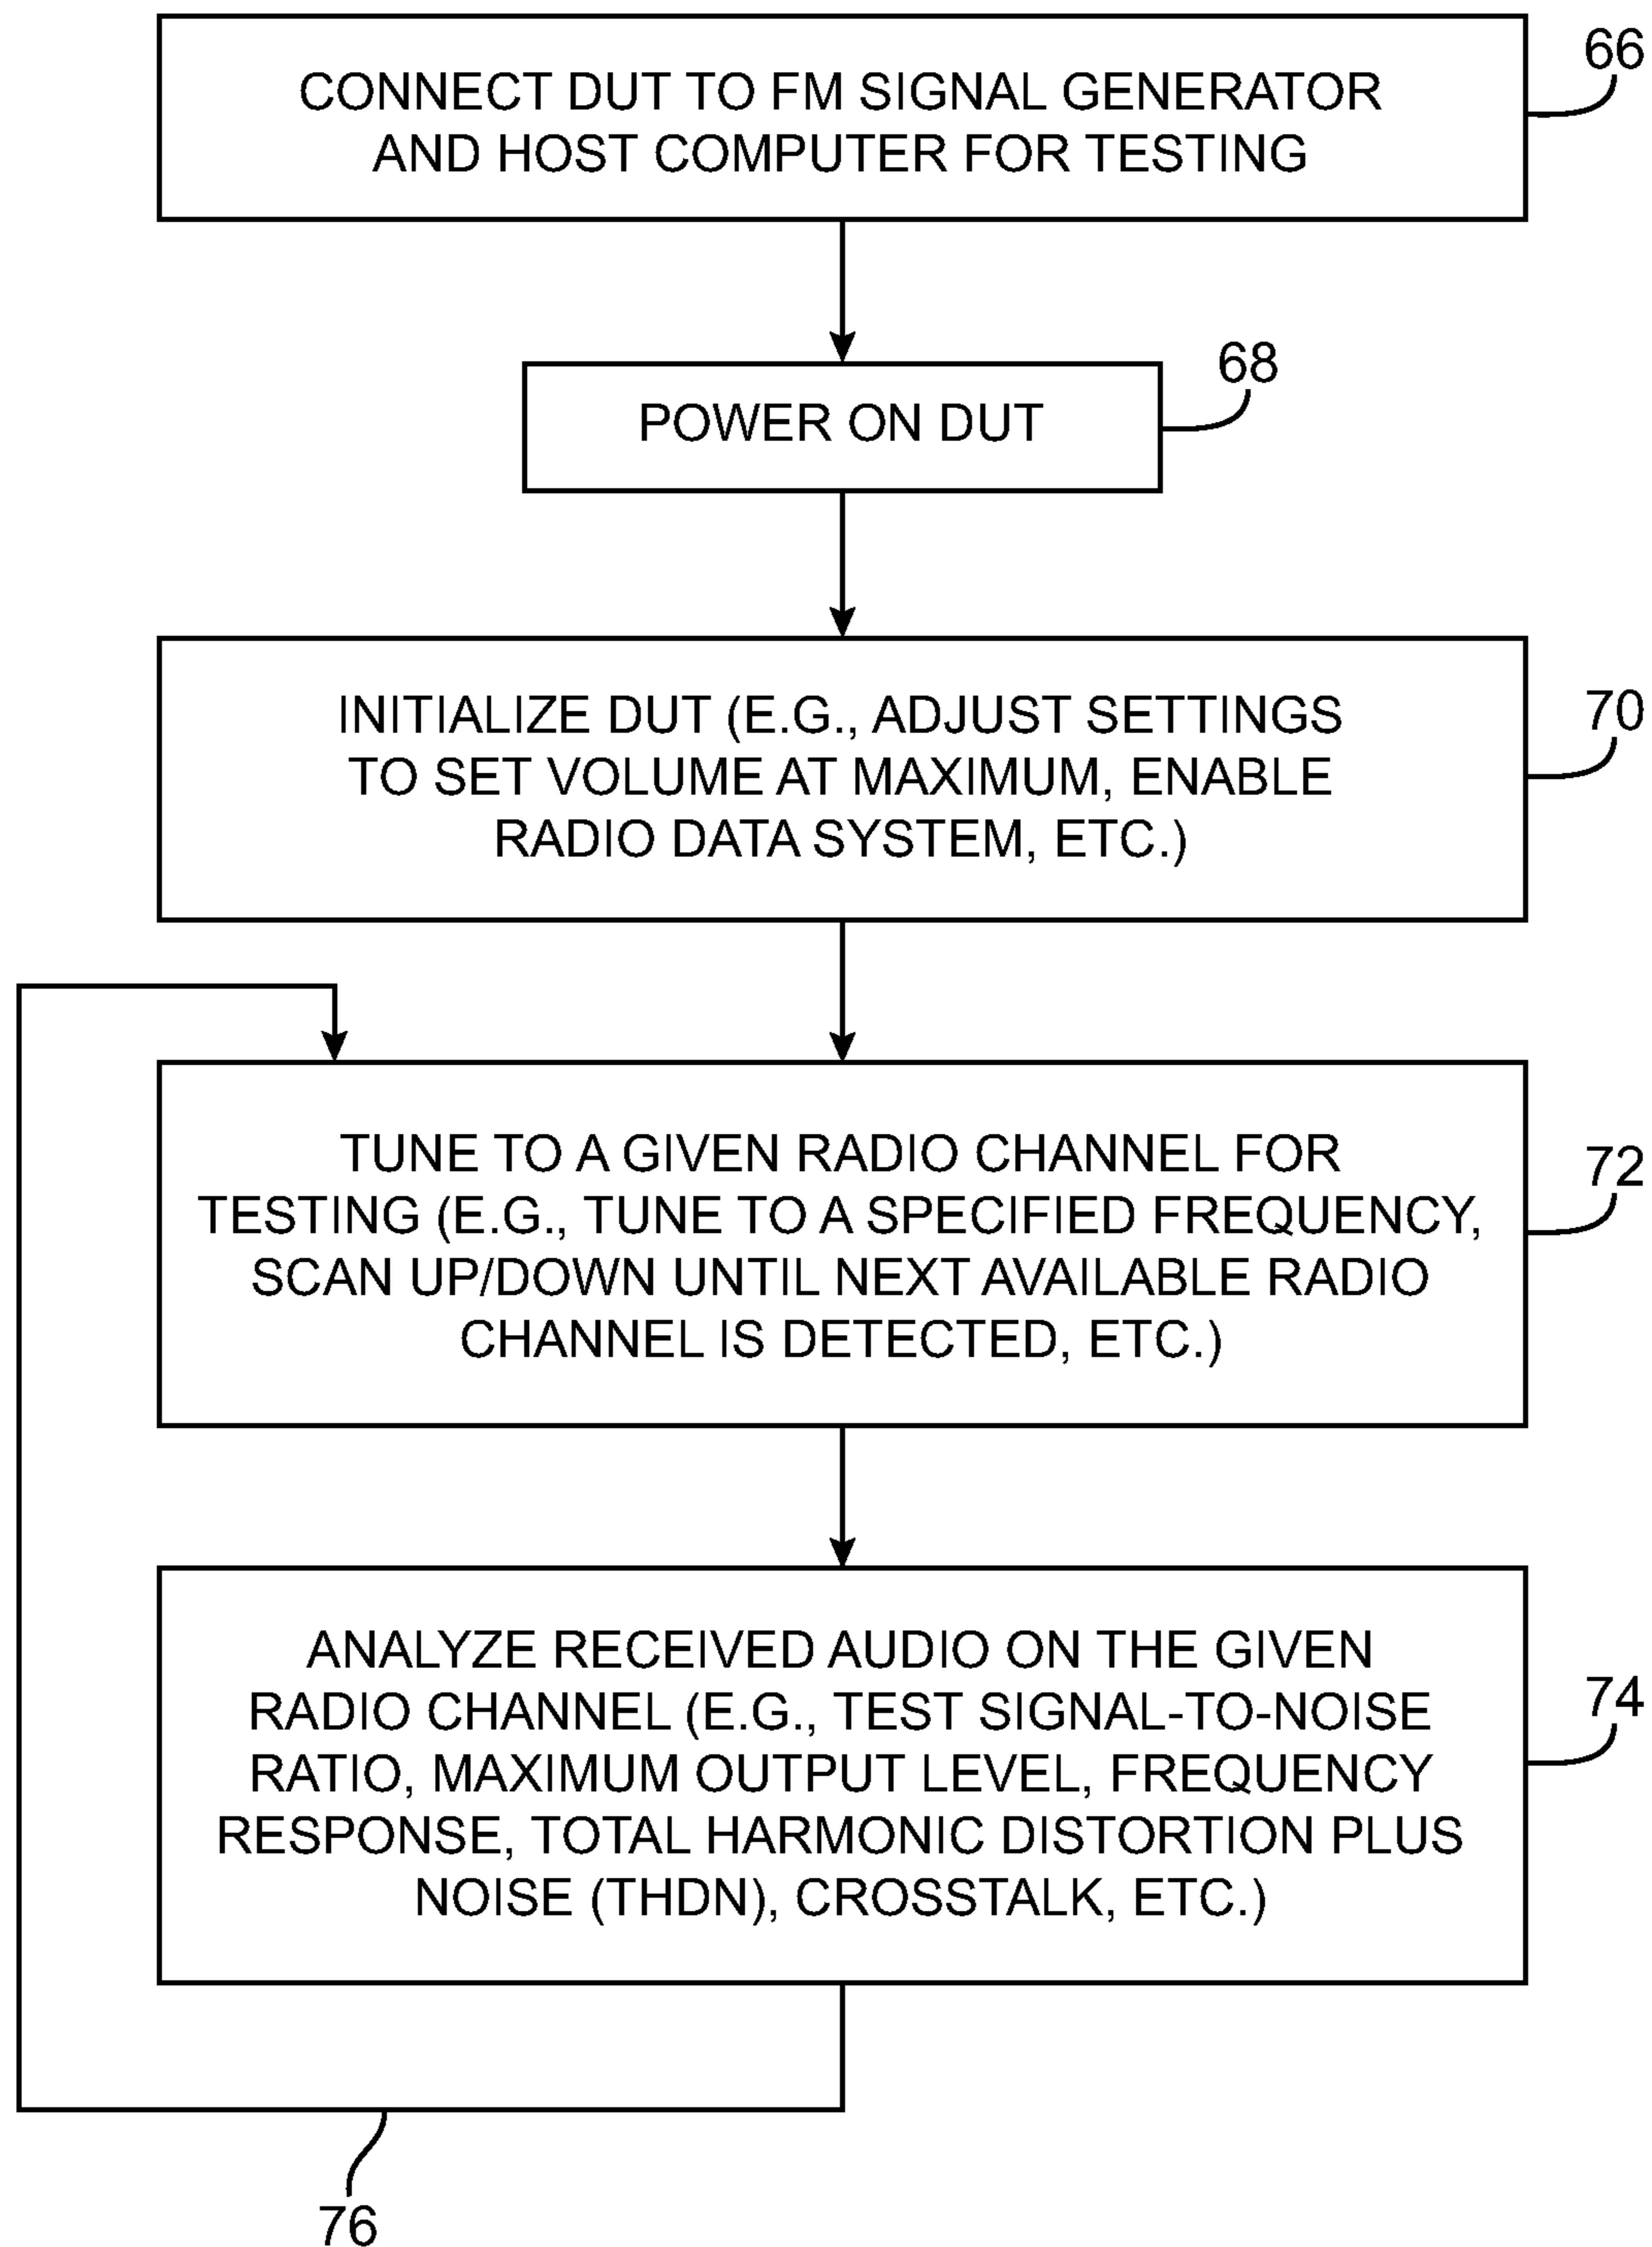 CONNECT DUT TO FM SIGNAL GENERATOR
AND HOST COMPUTER FOR TESTING
66
POWER ON DUT
68
INITIALIZE DUT (E.G., ADJUST SETTINGS
TO SET VOLUME AT MAXIMUM, ENABLE
RADIO DATA SYSTEM, ETC.)
70
TUNE TO A GIVEN RADIO CHANNEL FOR
TESTING (E.G., TUNE TO A SPECIFIED FREQUENCY,
SCAN UP/DOWN UNTIL NEXT AVAILABLE RADIO
CHANNEL IS DETECTED, ETC.)
72
ANALYZE RECEIVED AUDIO ON THE GIVEN
RADIO CHANNEL (E.G., TEST SIGNAL-TO-NOISE
RATIO, MAXIMUM OUTPUT LEVEL, FREQUENCY
RESPONSE, TOTAL HARMONIC DISTORTION PLUS
NOISE (THDN), CROSSTALK, ETC.)
74
76